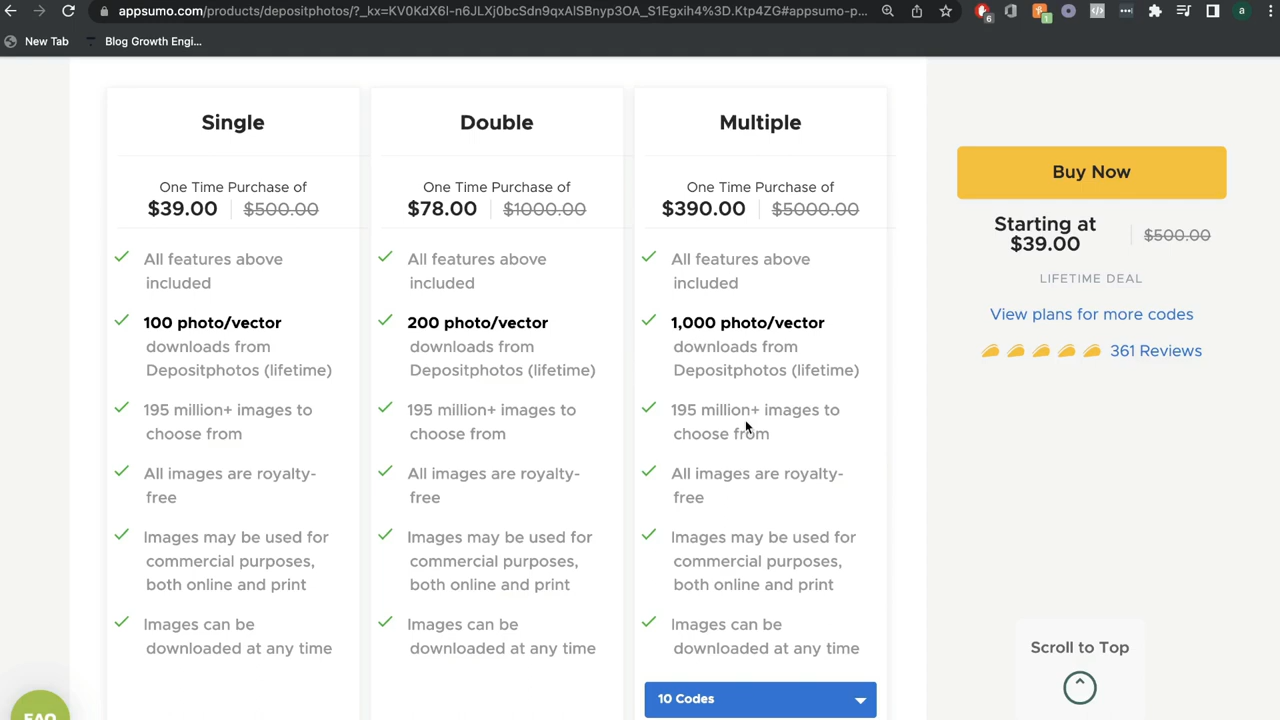 appsumo.com/products/depositphotos/?_kx=KV0KdX6l-n6JLXj0bcSdn9qxAlSBnyp3OA_S1Egxih4%3D.Ktp4ZG#appsumo-p...
6
1
a
New Tab
Blog Growth Engi...
Single
One Time Purchase of
$39.00 $500.00
All features above
included
100 photo/vector
downloads from
Depositphotos (lifetime)
195 million+ images to
choose from
All images are royalty-
free
Images may be used for
commercial purposes,
both online and print
Images can be
downloaded at any time
Double
One Time Purchase of
$78.00 $1000.00
All features above
included
200 photo/vector
downloads from
Depositphotos (lifetime)
195 million+ images to
choose from
All images are royalty-
free
Images may be used for
commercial purposes,
both online and print
Images can be
downloaded at any time
Multiple
One Time Purchase of
$390.00 $5000.00
All features above
included
1,000 photo/vector
downloads from
Depositphotos (lifetime)
195 million+ images to
choose from
All images are royalty-
free
Images may be used for
commercial purposes,
both online and print
Images can be
downloaded at any time
10 Codes
Buy Now
Starting at
$39.00 $500.00
LIFETIME DEAL
View plans for more codes
361 Reviews
Scroll to Top
FAQ